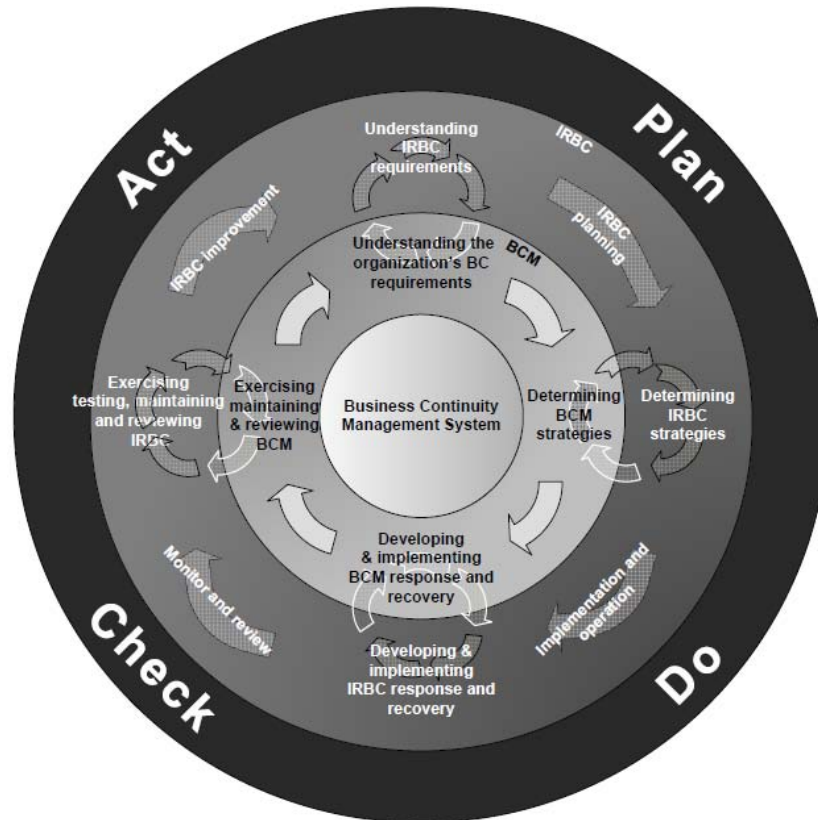 Act
Plan
Understanding
IRBC
requirements
IRBC
IRBC improvement
IRBC
planning
Understanding the
organization's BC
requirements
BCM
Exercising
testing, maintaining
and reviewing
IRBC
Exercising
maintaining
& reviewing
BCM
Business Continuity
Management System
Determining
BCM
strategies
Determining
IRBC
strategies
Developing
& implementing
BCM response and
recovery
Monitor and review
Implementation and
operation
Developing &
implementing
IRBC response and
recovery
Check
Do